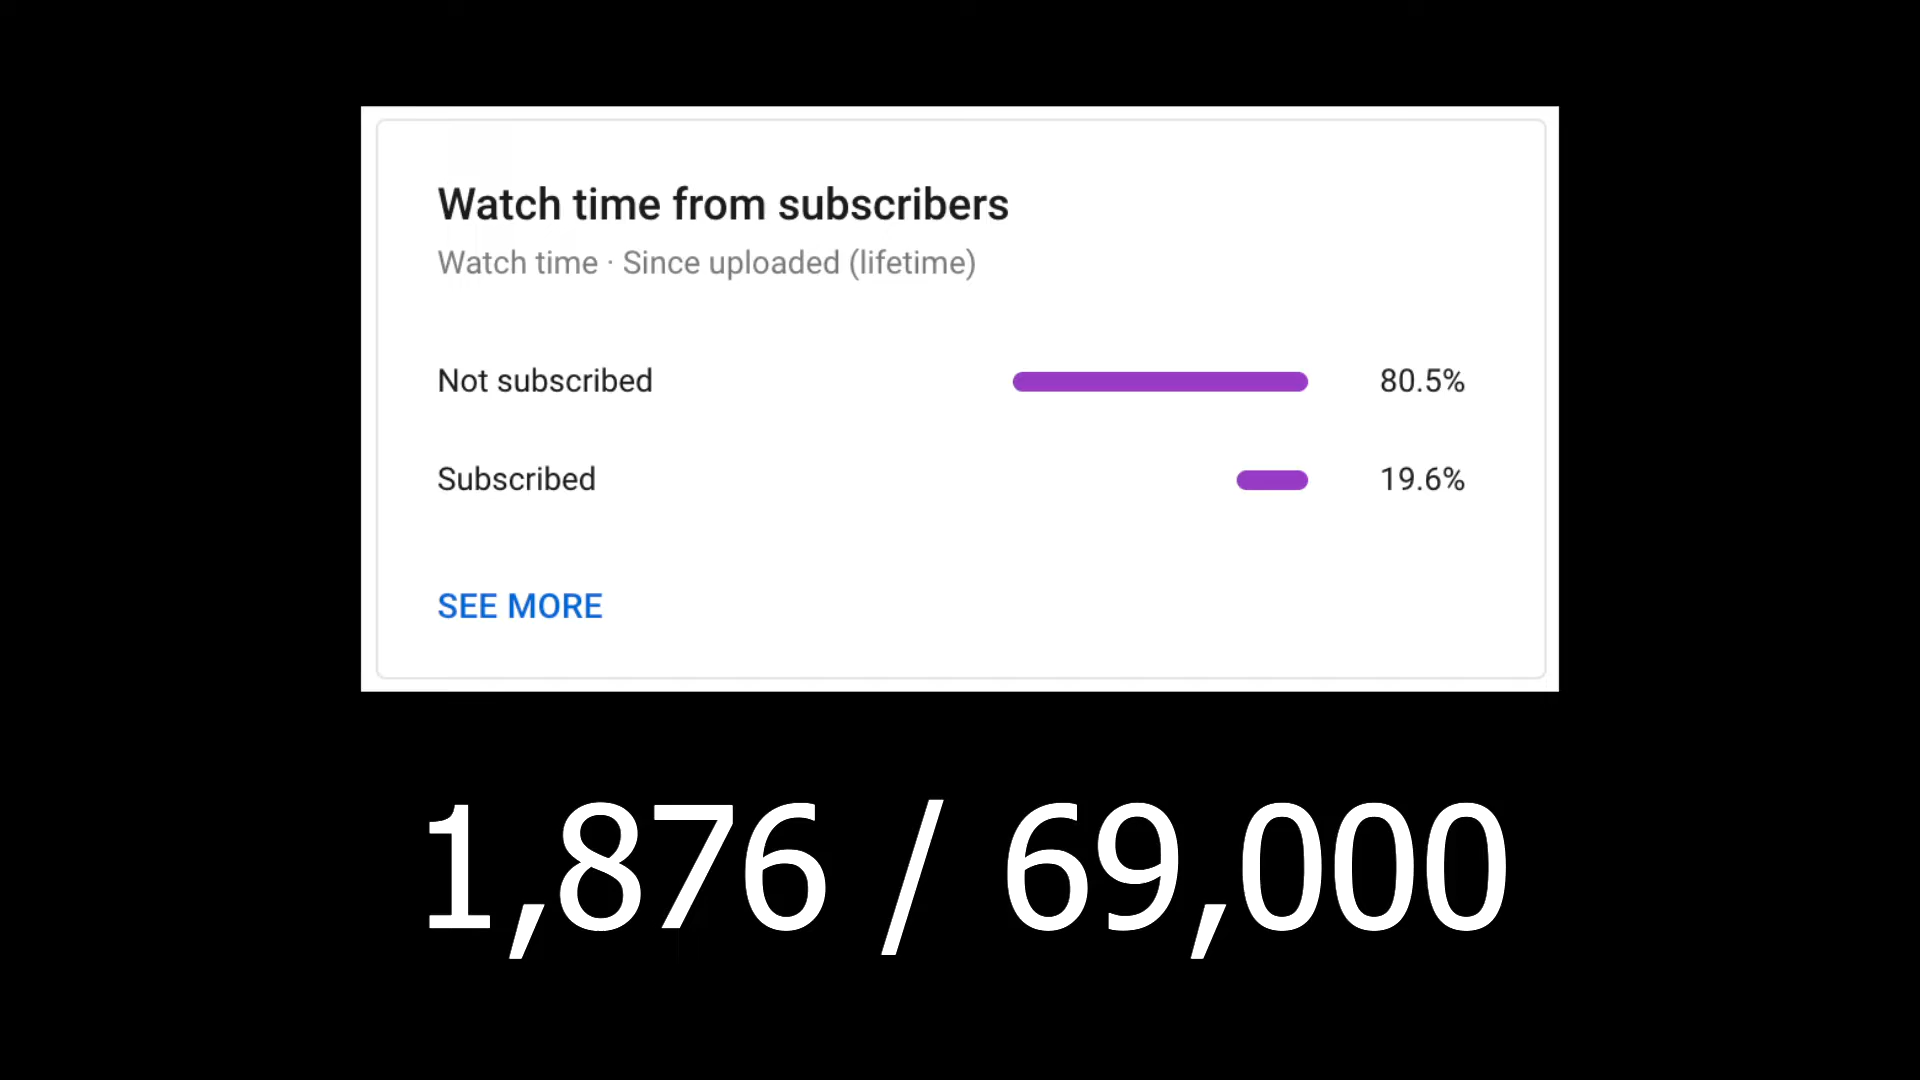 Watch time from subscribers
Watch time · Since uploaded (lifetime)
Not subscribed 80.5%
Subscribed 19.6%
SEE MORE
1,876 / 69,000